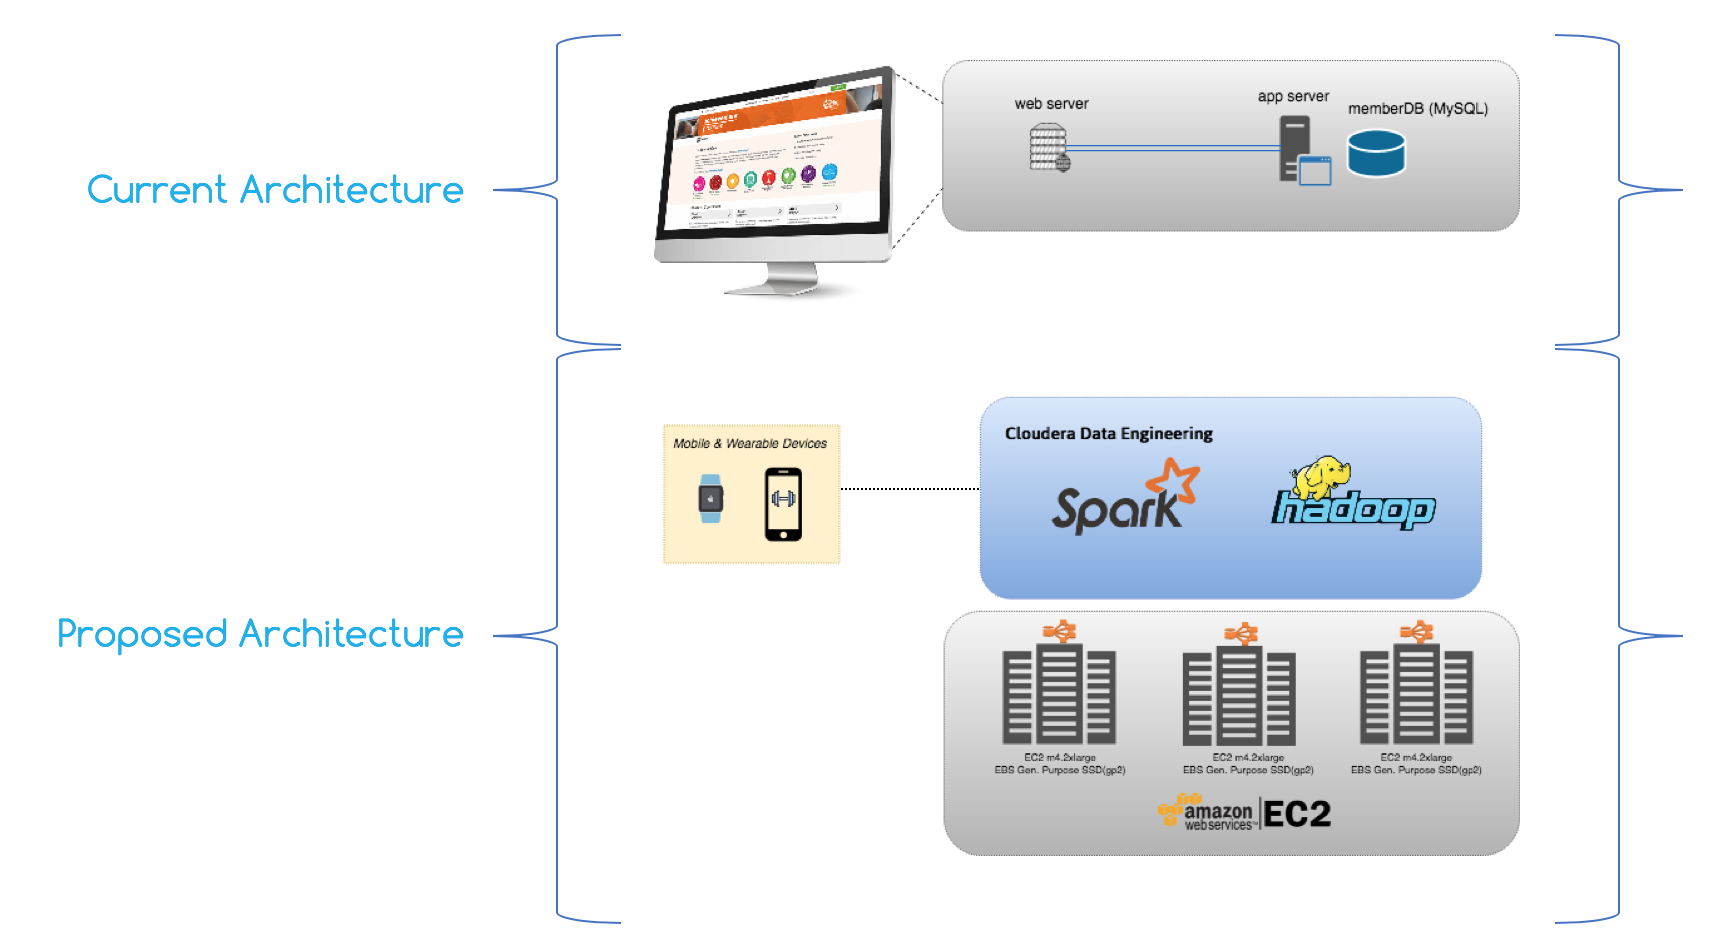 Current Architecture
web server
app server
memberDB (MySQL)
Proposed Architecture
Mobile & Wearable Devices
Cloudera Data Engineering
Spark
hadoop
EC2 m4.2xlarge
EBS Gen. Purpose SSD(gp2)
EC2 m4.2xlarge
EBS Gen. Purpose SSD(gp2)
EC2 m4.2xlarge
EBS Gen. Purpose SSD(gp2)
amazon
webservices™
EC2